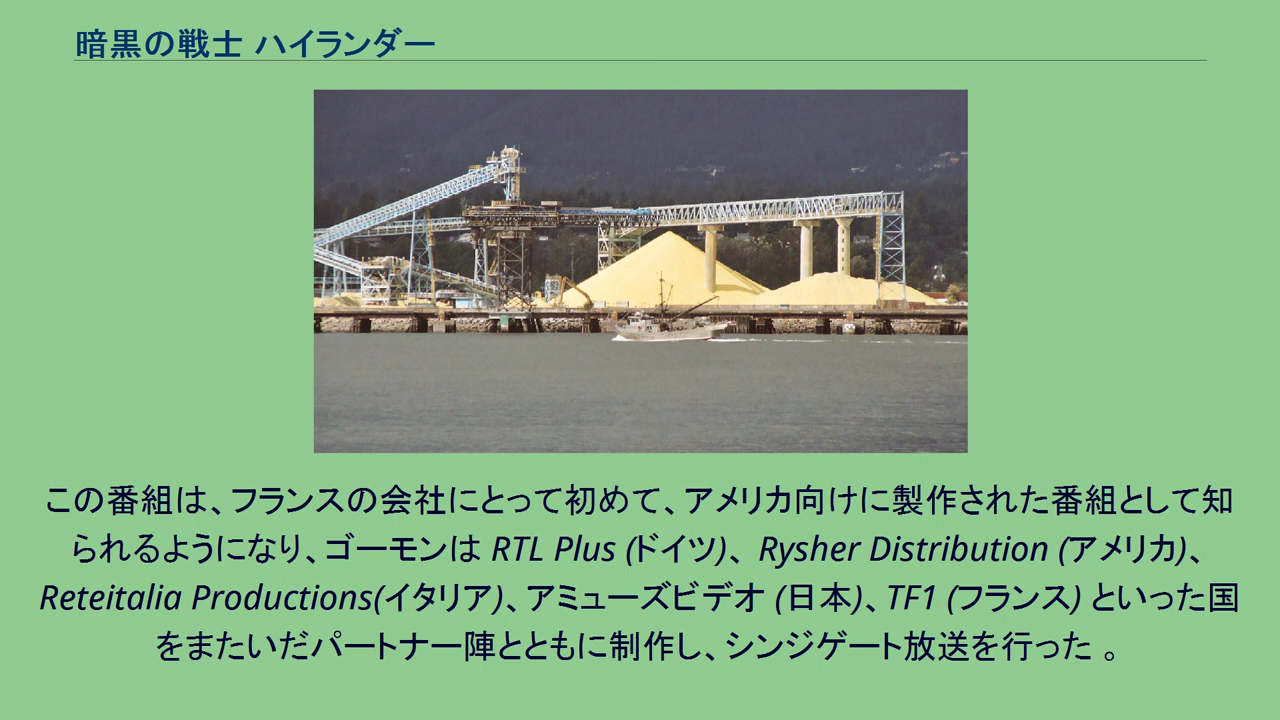 暗黒の戦士 ハイランダー
この番組は、フランスの会社にとって初めて、アメリカ向けに製作された番組として知
られるようになり、ゴーモンは RTL Plus (ドイツ)、Rysher Distribution (アメリカ)、
Reteitalia Productions(イタリア)、アミューズビデオ (日本)、TF1 (フランス) といった国
をまたいだパートナー陣とともに制作し、シンジゲート放送を行った 。